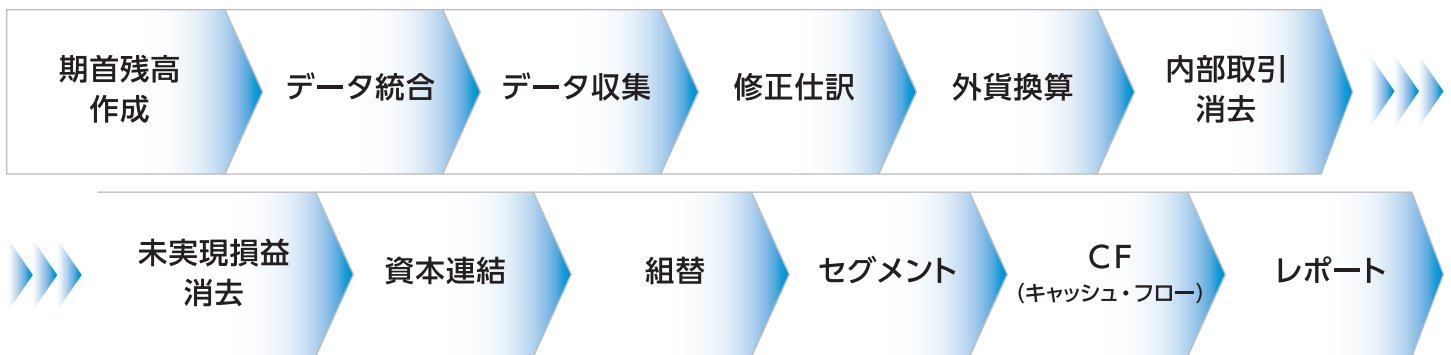 期首残高
作成
データ統合
データ収集
修正仕訳
外貨換算
内部取引
消去
未実現損益
消去
資本連結
組替
セグメント
CF
(キャッシュ・フロー)
レポート